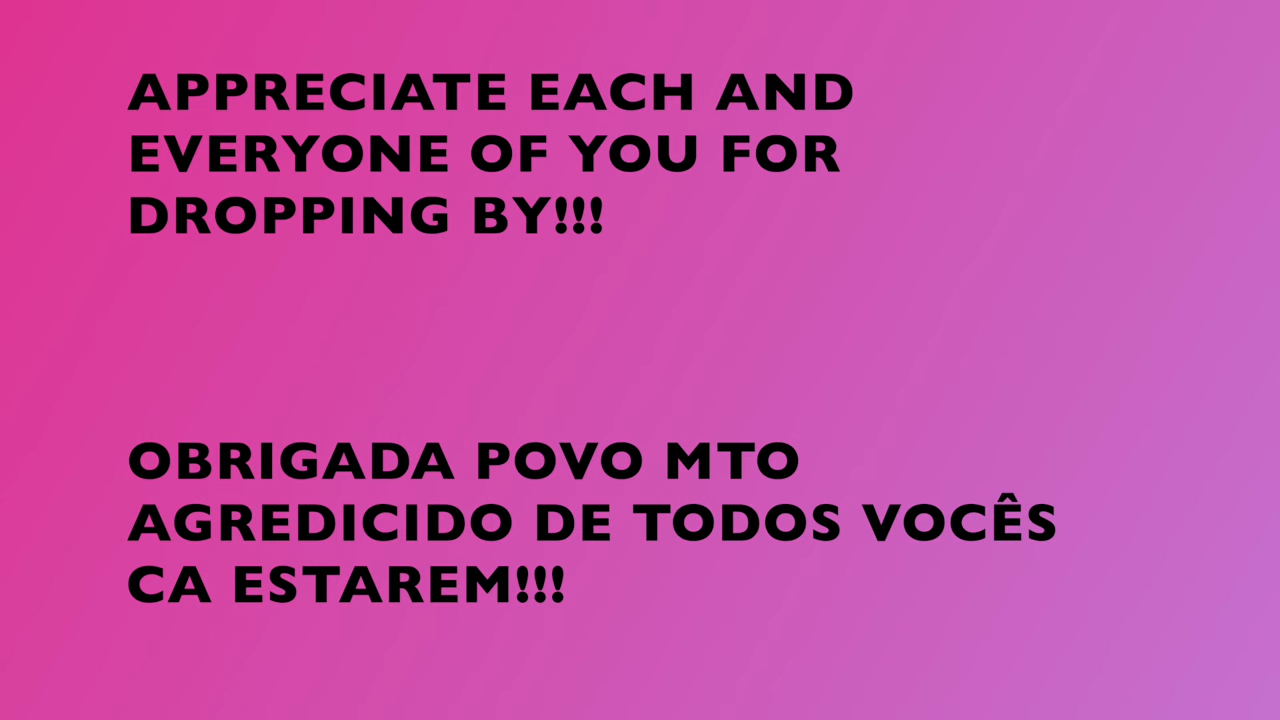 APPRECIATE EACH AND
EVERYONE OF YOU FOR
DROPPING BY!!!
OBRIGADA POVO MTO
AGREDICIDO DE TODOS VOCÊS
CA ESTAREM!!!